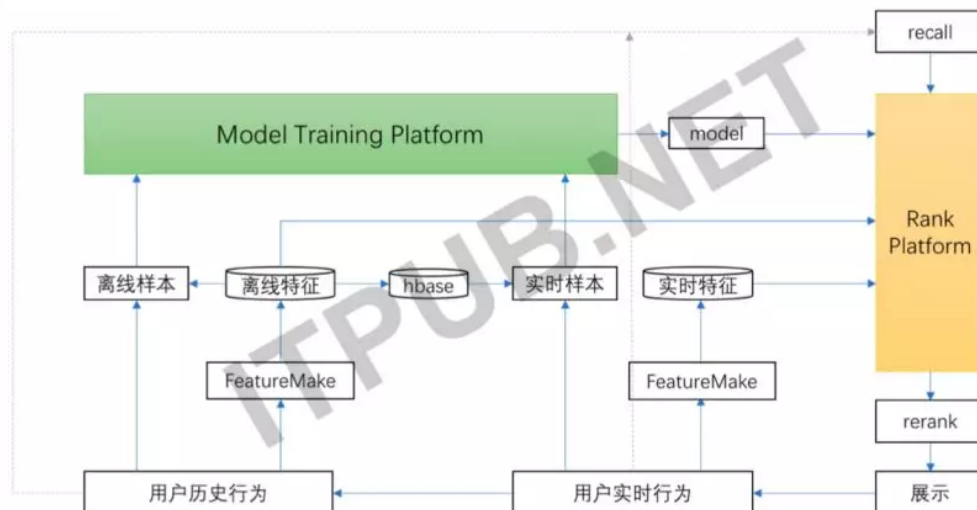 recall
Model Training Platform
model
Rank
Platform
离线样本
离线特征
hbase
实时样本
实时特征
FeatureMake
FeatureMake
rerank
用户历史行为
用户实时行为
展示
ITPUB.NET